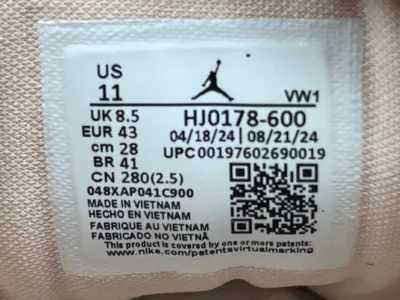 US
11
VW1
UK 8.5
HJ0178-600
EUR 43
04/18/24 | 08/21/24
cm 28
UPC 00197602690019
BR 41
CN 280(2.5)
048XAP041C900
MADE IN VIETNAM
HECHO EN VIETNAM
FABRIQUE AU VIETNAM
FABRICADO NO VIETNÃ
This product is covered by one or more patents:
www.nike.com/patentsvirtualmarking